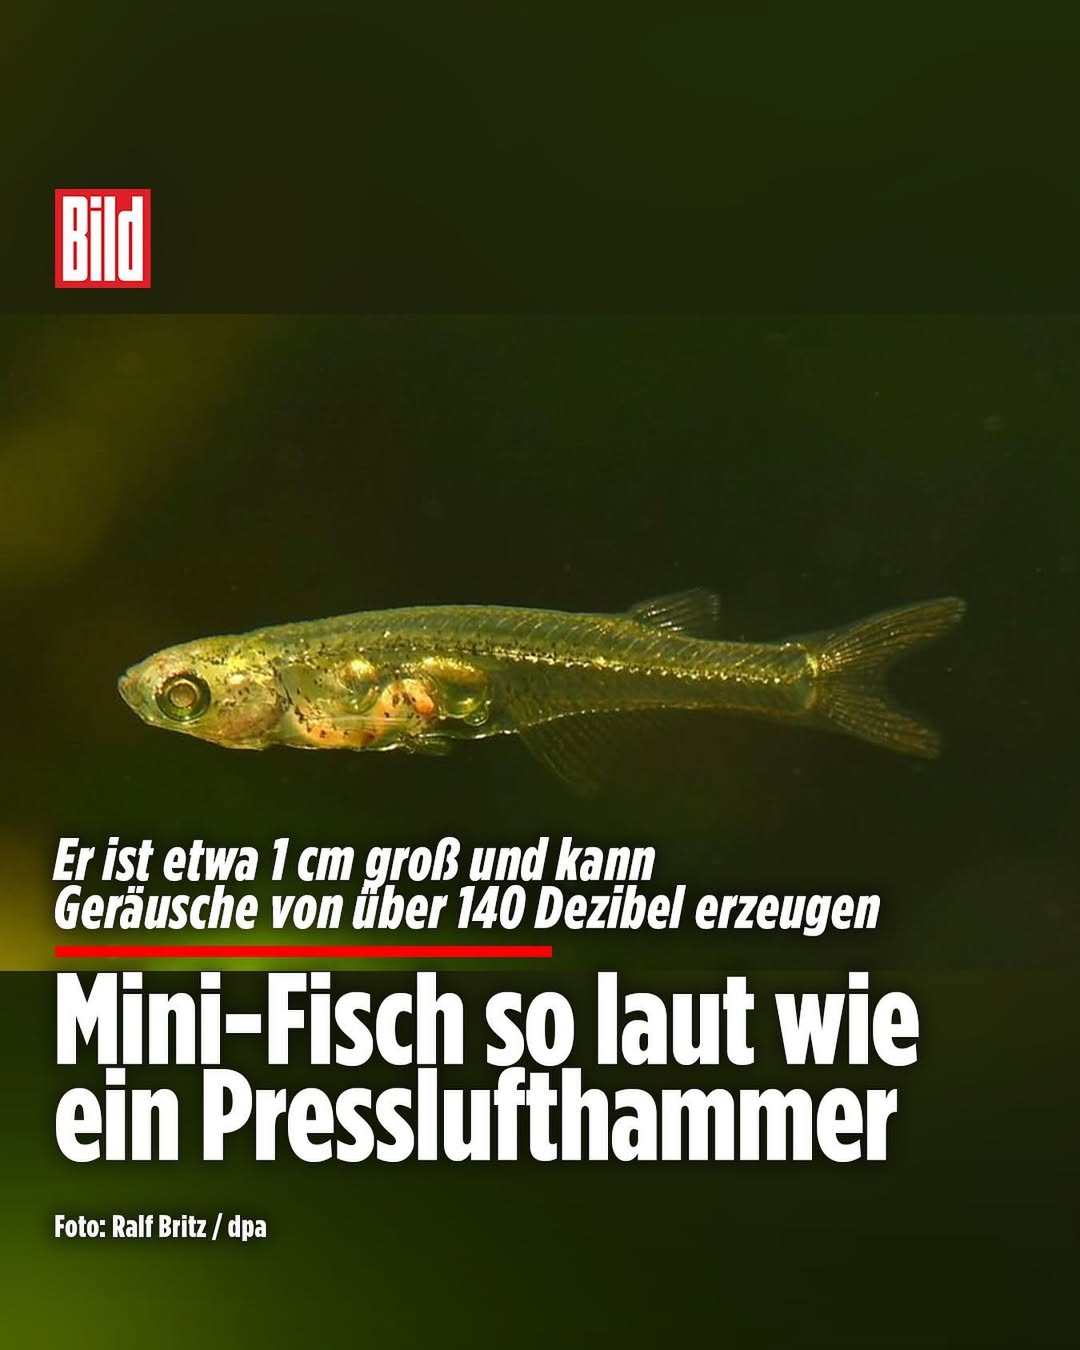 Bild
Er ist etwa 1 cm groß und kann
Geräusche von über 140 Dezibel erzeugen
Mini-Fisch so laut wie
ein Presslufthammer
Foto: Ralf Britz / dpa